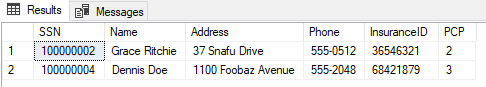 Results Messages
SSN Name Address Phone InsuranceID PCP
1 100000002 Grace Ritchie 37 Snafu Drive 555-0512 36546321 2
2 100000004 Dennis Doe 1100 Foobaz Avenue 555-2048 68421879 3